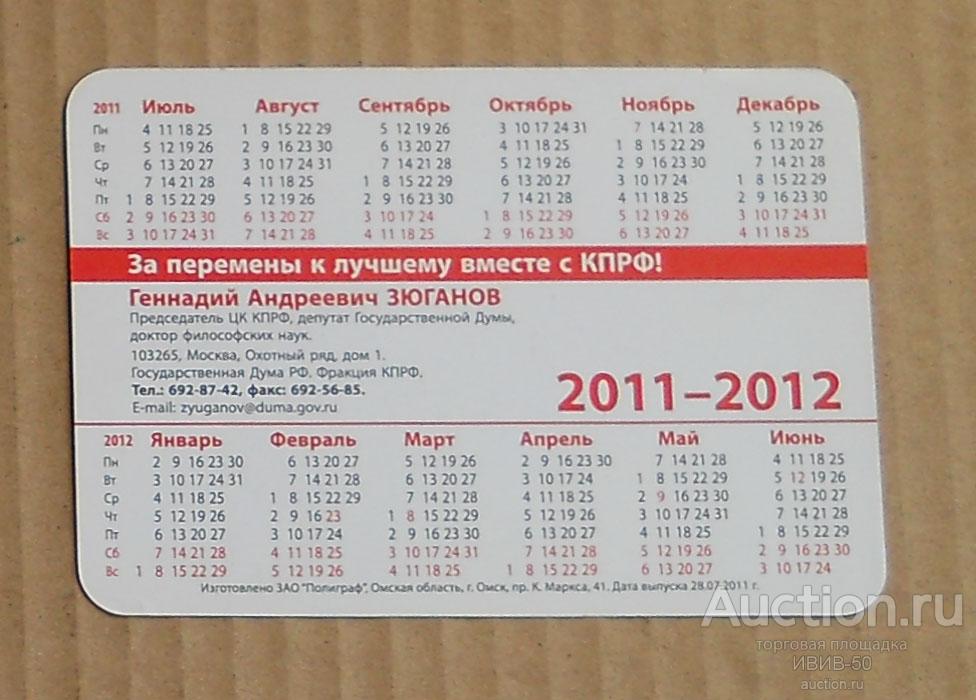 2011 Июль Август Сентябрь Октябрь Ноябрь Декабрь
Пн 4 11 18 25 1 8 15 22 29 5 12 19 26 3 10 17 24 31 7 14 21 28 5 12 19 26
Вт 5 12 19 26 2 9 16 23 30 6 13 20 27 4 11 18 25 1 8 15 22 29 6 13 20 27
Ср 6 13 20 27 3 10 17 24 31 7 14 21 28 5 12 19 26 2 9 16 23 30 7 14 21 28
Чт 7 14 21 28 4 11 18 25 1 8 15 22 29 6 13 20 27 3 10 17 24 1 8 15 22 29
Пт 1 8 15 22 29 5 12 19 26 2 9 16 23 30 7 14 21 28 4 11 18 25 2 9 16 23 30
Сб 2 9 16 23 30 6 13 20 27 3 10 17 24 1 8 15 22 29 5 12 19 26 3 10 17 24 31
Вс 3 10 17 24 31 7 14 21 28 4 11 18 25 2 9 16 23 30 6 13 20 27 4 11 18 25
За перемены к лучшему вместе с КПРФ!
Геннадий Андреевич ЗЮГАНОВ
Председатель ЦК КПРФ, депутат Государственной Думы,
доктор философских наук.
103265, Москва, Охотный ряд, дом 1.
Государственная Дума РФ. Фракция КПРФ.
Тел.: 692-87-42, факс: 692-56-85.
E-mail: zyuganov@duma.gov.ru
2011–2012
2012 Январь Февраль Март Апрель Май Июнь
Пн 2 9 16 23 30 6 13 20 27 5 12 19 26 2 9 16 23 30 7 14 21 28 4 11 18 25
Вт 3 10 17 24 31 7 14 21 28 6 13 20 27 3 10 17 24 1 8 15 22 29 5 12 19 26
Ср 4 11 18 25 1 8 15 22 29 7 14 21 28 4 11 18 25 2 9 16 23 30 6 13 20 27
Чт 5 12 19 26 2 9 16 23 1 8 15 22 29 5 12 19 26 3 10 17 24 31 7 14 21 28
Пт 6 13 20 27 3 10 17 24 2 9 16 23 30 6 13 20 27 4 11 18 25 1 8 15 22 29
Сб 7 14 21 28 4 11 18 25 3 10 17 24 31 7 14 21 28 5 12 19 26 2 9 16 23 30
Вс 1 8 15 22 29 5 12 19 26 4 11 18 25 1 8 15 22 29 6 13 20 27 3 10 17 24
Изготовлено ЗАО "Полиграф", Омская область, г. Омск, пр. К. Маркса, 41. Дата выпуска 28.07.2011 г.
Auction.ru
торговая площадка
ИВИВ-50
auction.ru